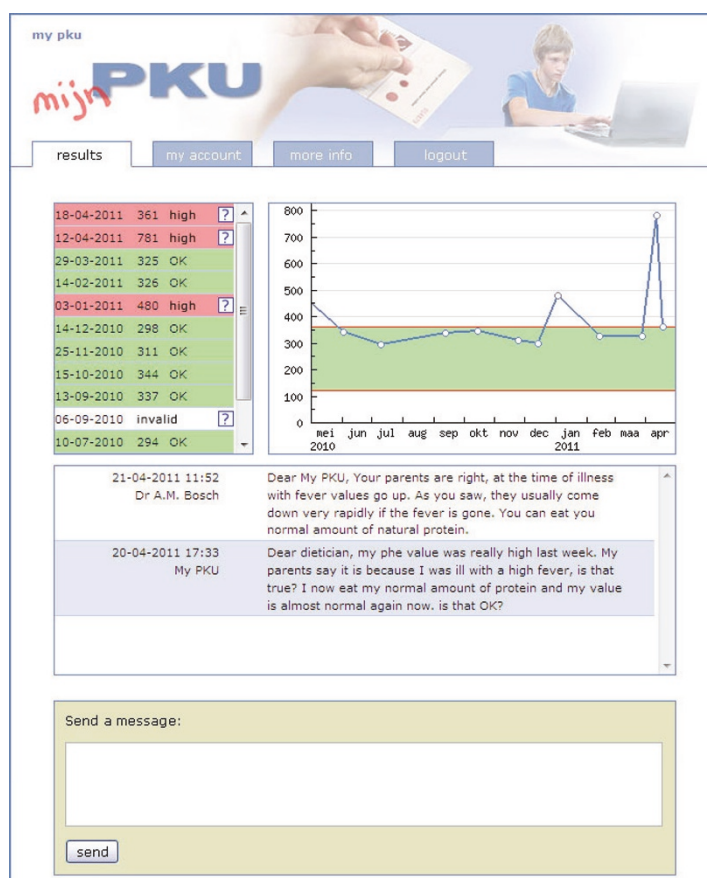 my pku
mijn PKU
results
my account
more info
logout
18-04-2011 361 high ?
12-04-2011 781 high ?
29-03-2011 325 OK
14-02-2011 326 OK
03-01-2011 480 high ?
14-12-2010 298 OK
25-11-2010 311 OK
15-10-2010 344 OK
13-09-2010 337 OK
06-09-2010 invalid ?
10-07-2010 294 OK
800
700
600
500
400
300
200
100
0
mei jun jul aug sep okt nov dec jan feb maa apr
2010 2011
21-04-2011 11:52
Dr A.M. Bosch
Dear My PKU, Your parents are right, at the time of illness
with fever values go up. As you saw, they usually come
down very rapidly if the fever is gone. You can eat you
normal amount of natural protein.
20-04-2011 17:33
My PKU
Dear dietician, my phe value was really high last week. My
parents say it is because I was ill with a high fever, is that
true? I now eat my normal amount of protein and my value
is almost normal again now. is that OK?
Send a message:
send